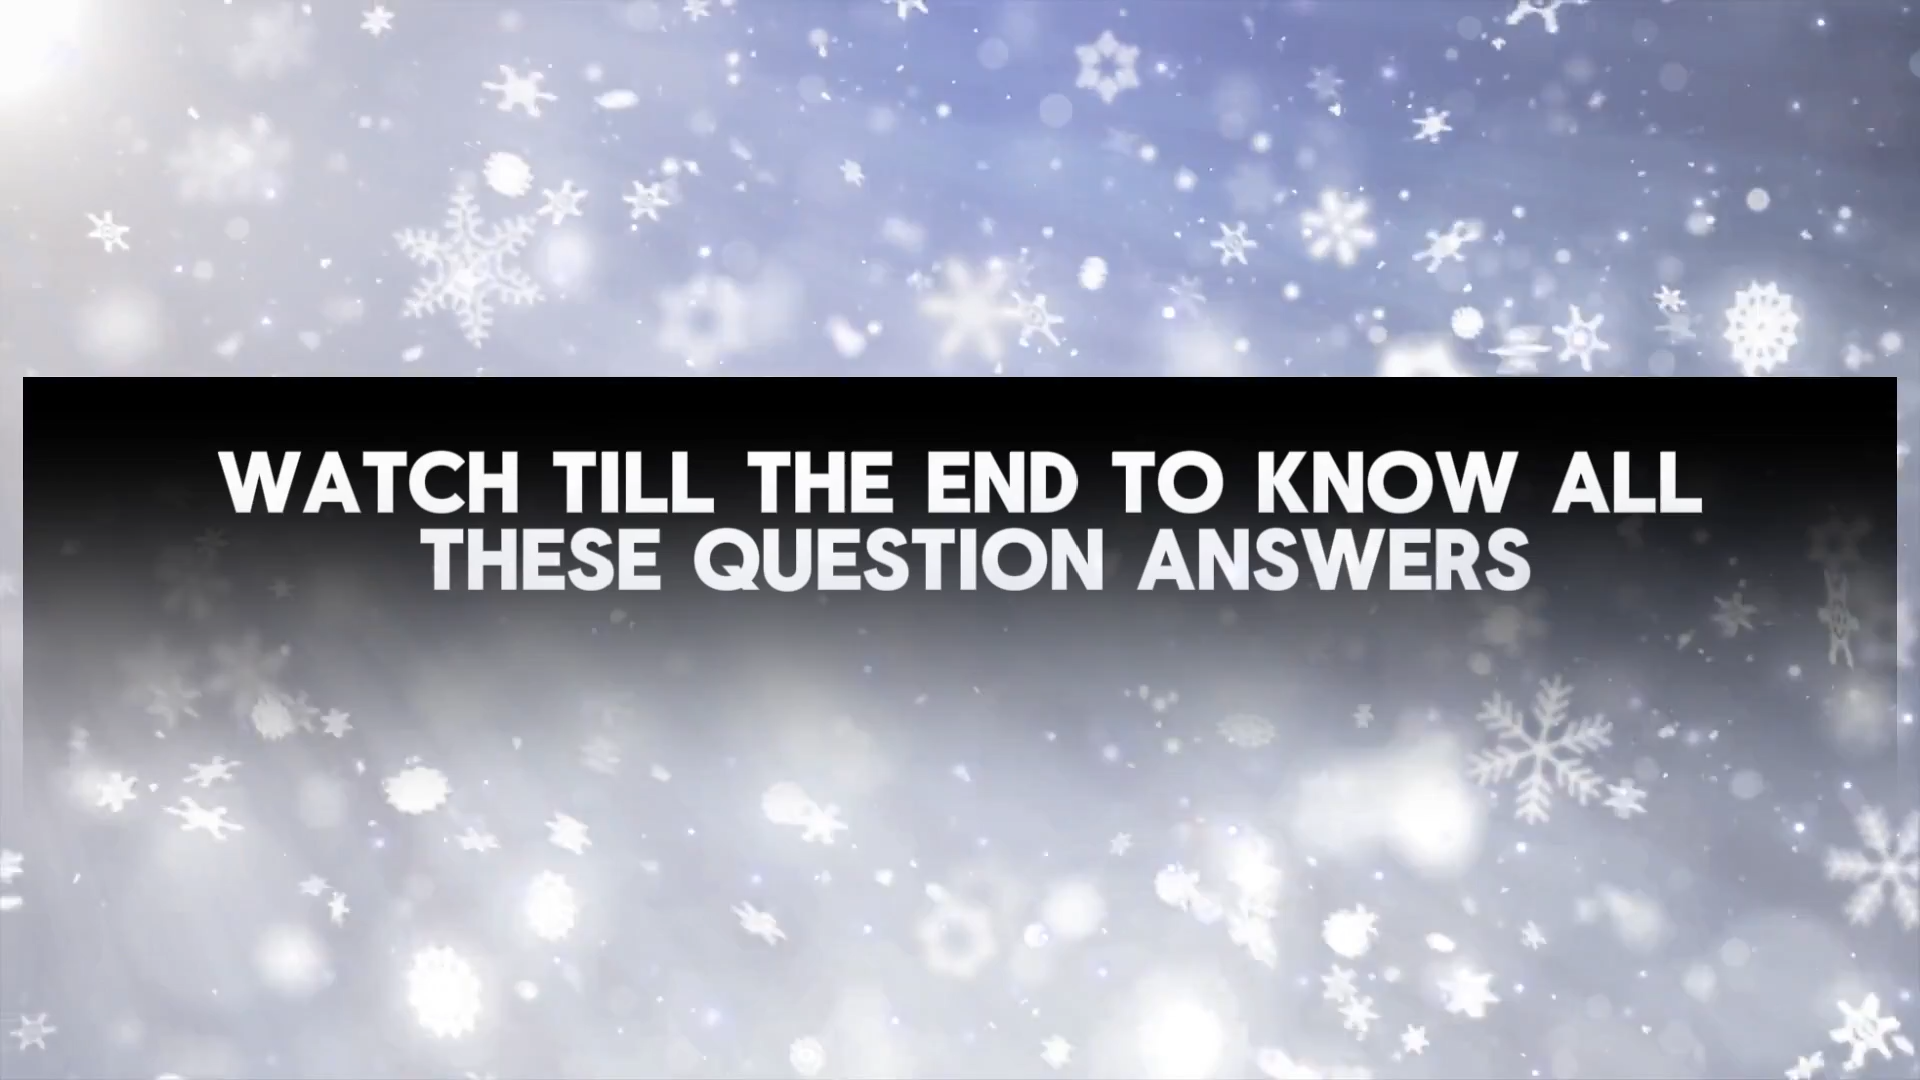 WATCH TILL THE END TO KNOW ALL
THESE QUESTION ANSWERS